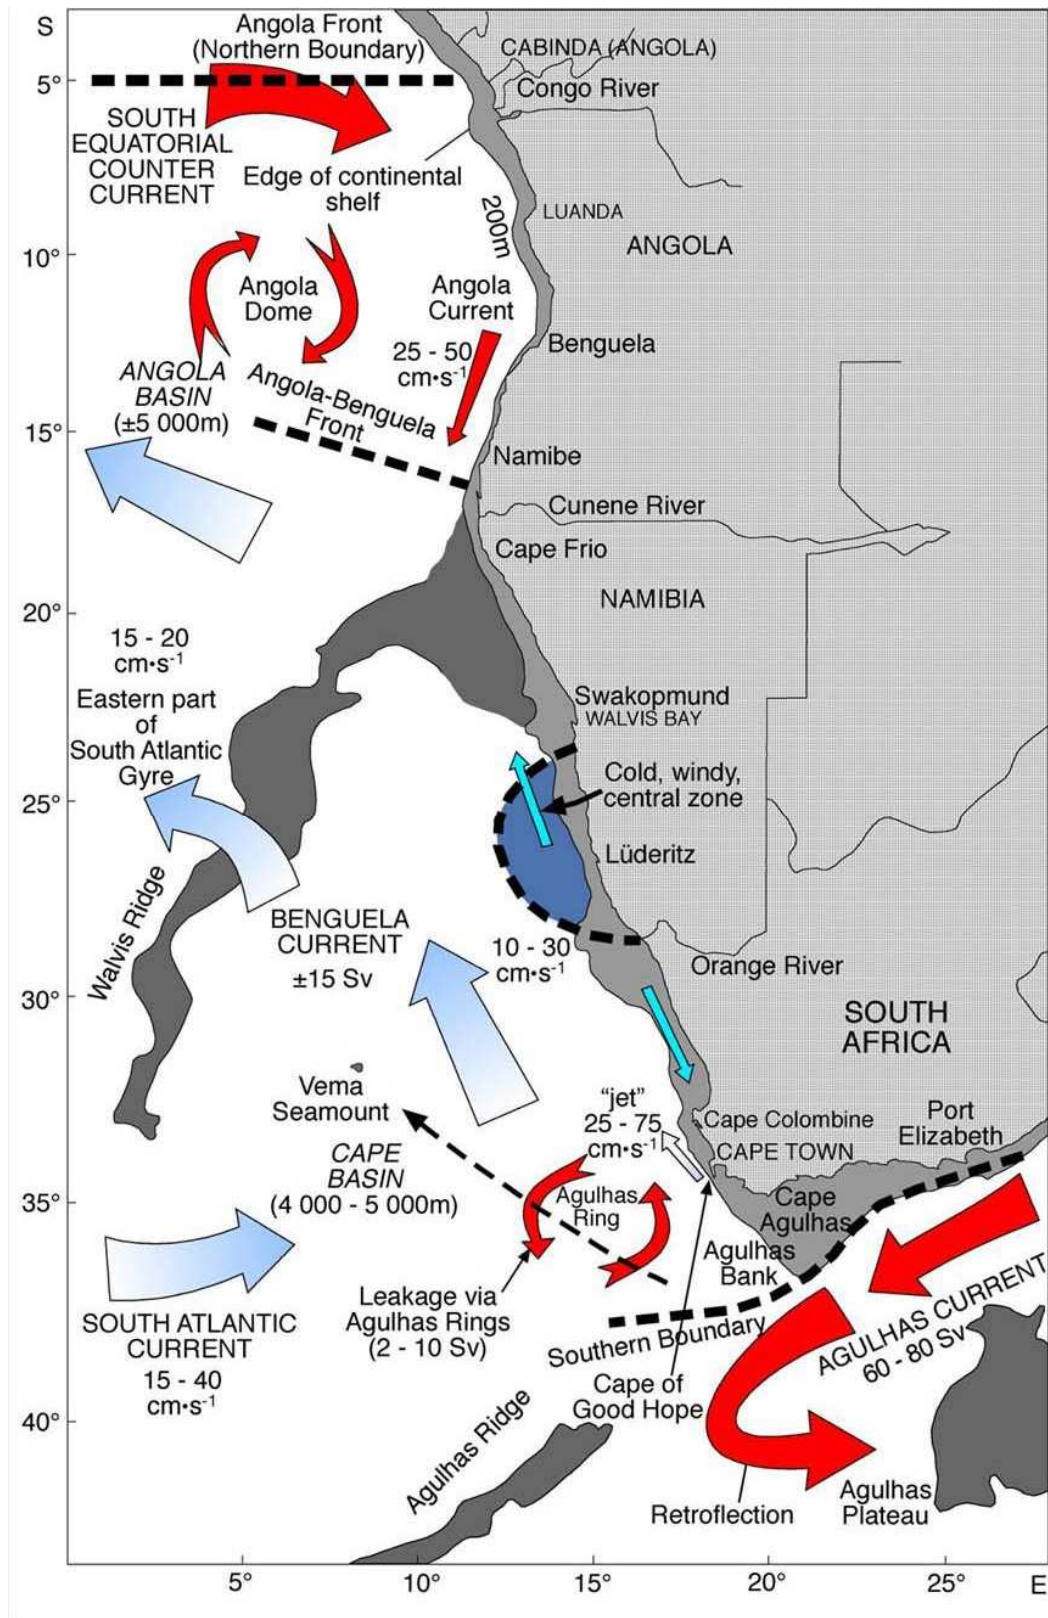 S
Angola Front
(Northern Boundary)
CABINDA (ANGOLA)
5°
Congo River
SOUTH
EQUATORIAL
COUNTER
CURRENT
Edge of continental
shelf
200m
LUANDA
ANGOLA
10°
Angola
Dome
Angola
Current
25 - 50
cm•s⁻¹
Benguela
ANGOLA
BASIN
(±5 000m)
Angola-Benguela
Front
15°
Namibe
Cunene River
Cape Frio
NAMIBIA
20°
15 - 20
cm•s⁻¹
Eastern part
of
South Atlantic
Gyre
Swakopmund
WALVIS BAY
Cold, windy,
central zone
25°
Lüderitz
Walvis Ridge
BENGUELA
CURRENT
±15 Sv
10 - 30
cm•s⁻¹
Orange River
30°
SOUTH
AFRICA
Vema
Seamount
"jet"
25 - 75
cm•s⁻¹
Cape Colombine
CAPE TOWN
Port
Elizabeth
CAPE
BASIN
(4 000 - 5 000m)
35°
Agulhas
Ring
Cape
Agulhas
Agulhas
Bank
Leakage via
Agulhas Rings
(2 - 10 Sv)
SOUTH ATLANTIC
CURRENT
15 - 40
cm•s⁻¹
Southern Boundary
AGULHAS CURRENT
60 - 80 Sv
Cape of
Good Hope
40°
Agulhas Ridge
Retroflection
Agulhas
Plateau
5°
10°
15°
20°
25°
E